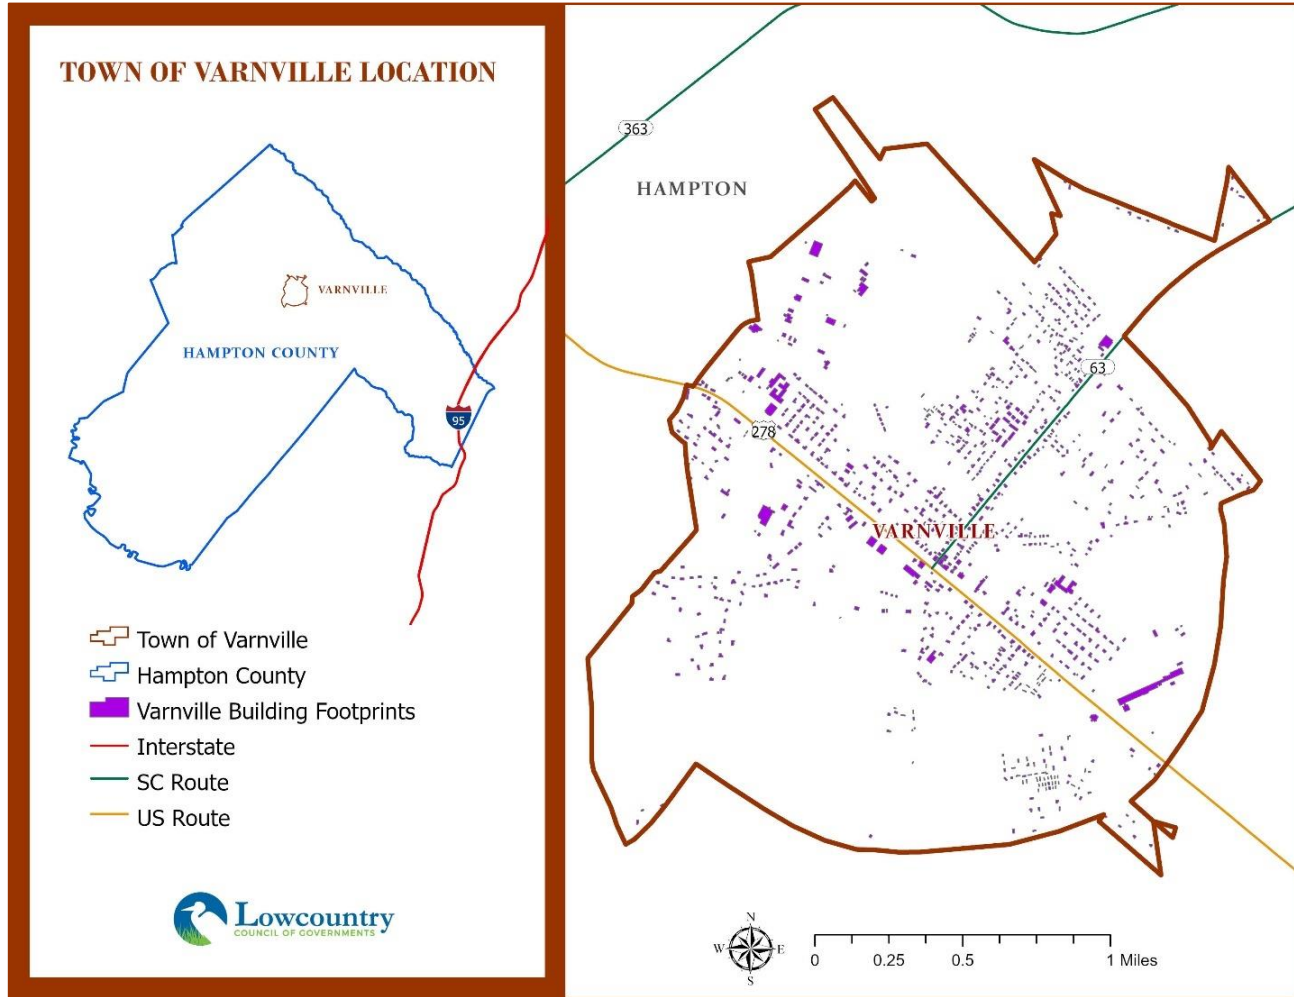 TOWN OF VARNVILLE LOCATION
VARNVILLE
HAMPTON COUNTY
95
Town of Varnville
Hampton County
Varnville Building Footprints
Interstate
SC Route
US Route
Lowcountry
COUNCIL OF GOVERNMENTS
363
HAMPTON
63
278
VARNVILLE
N
W E
S
0 0.25 0.5 1 Miles